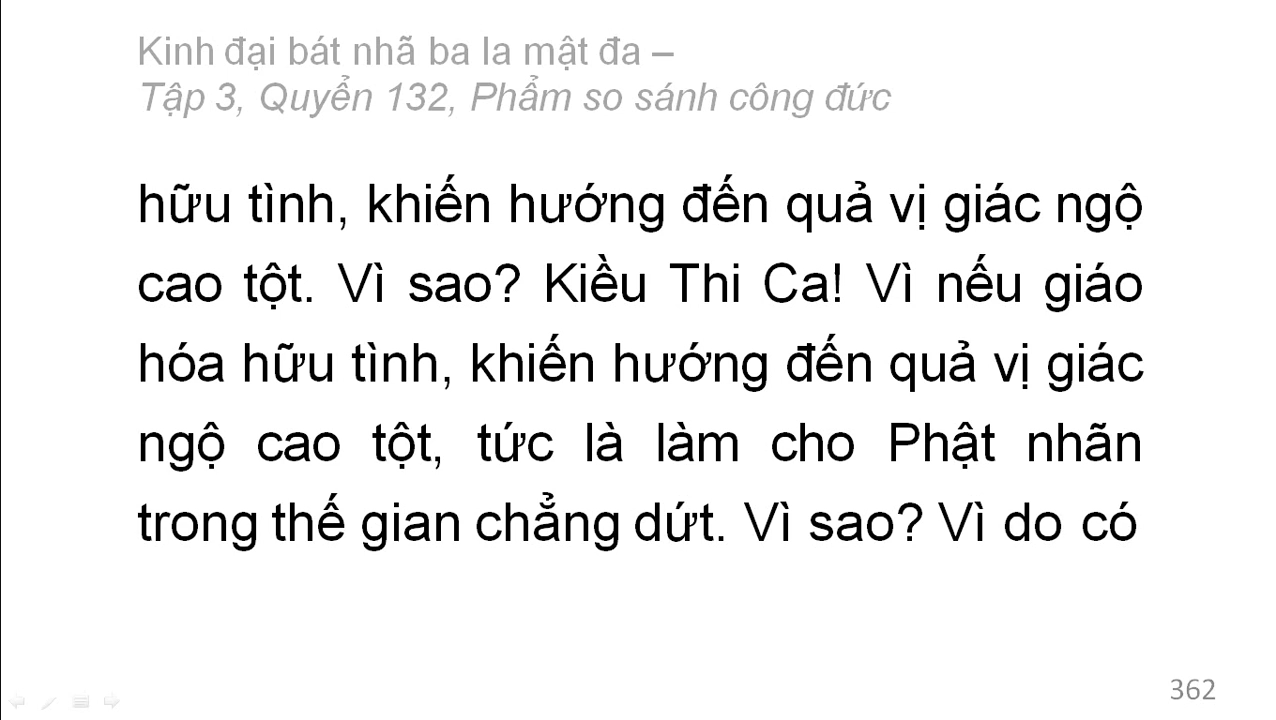 Kinh đại bát nhã ba la mật đa –
Tập 3, Quyển 132, Phẩm so sánh công đức
hữu tình, khiến hướng đến quả vị giác ngộ
cao tột. Vì sao? Kiều Thi Ca! Vì nếu giáo
hóa hữu tình, khiến hướng đến quả vị giác
ngộ cao tột, tức là làm cho Phật nhãn
trong thế gian chẳng dứt. Vì sao? Vì do có
362